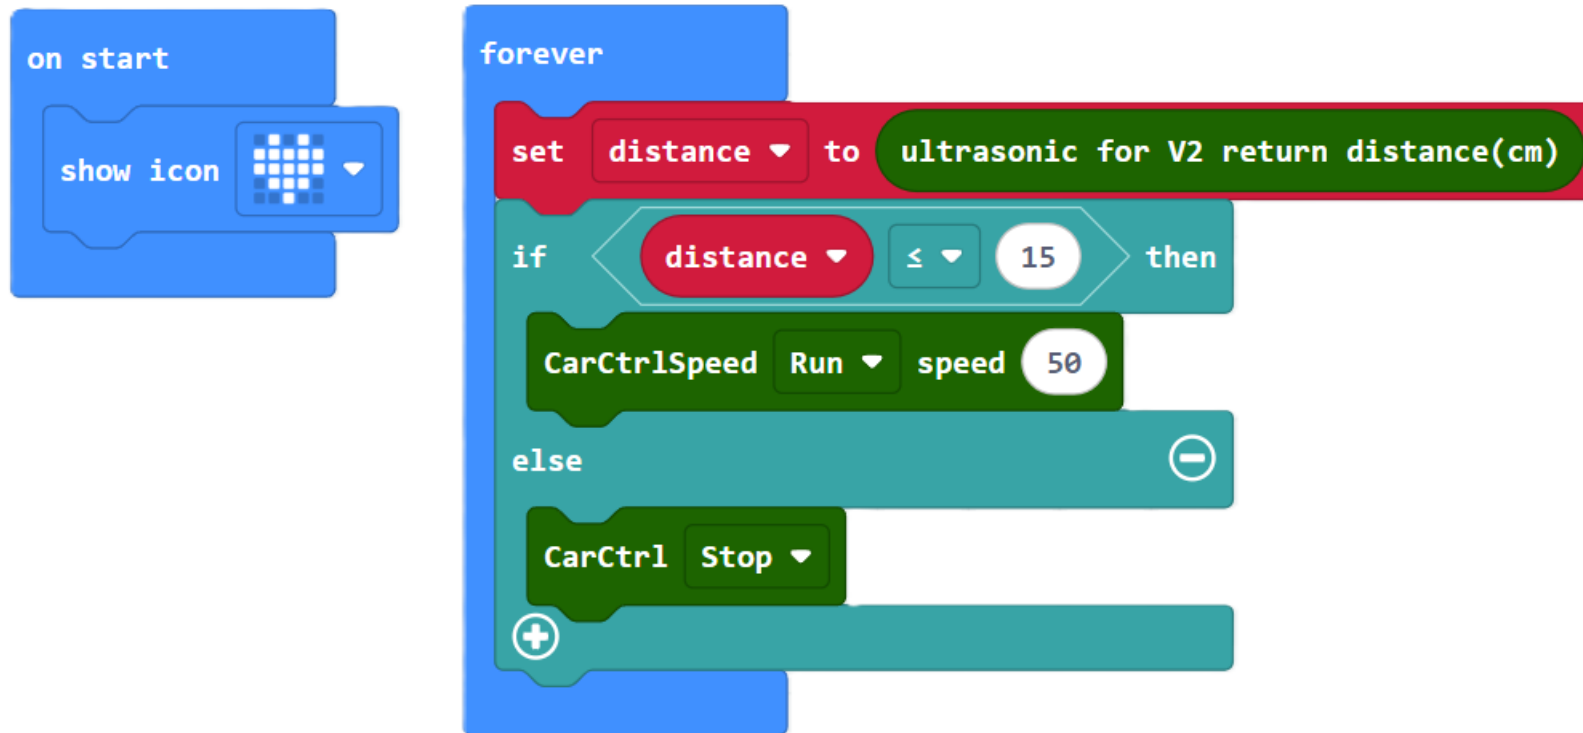 on start
show icon
forever
set distance to ultrasonic for V2 return distance(cm)
if distance ≤ 15 then
CarCtrlSpeed Run speed 50
else
CarCtrl Stop